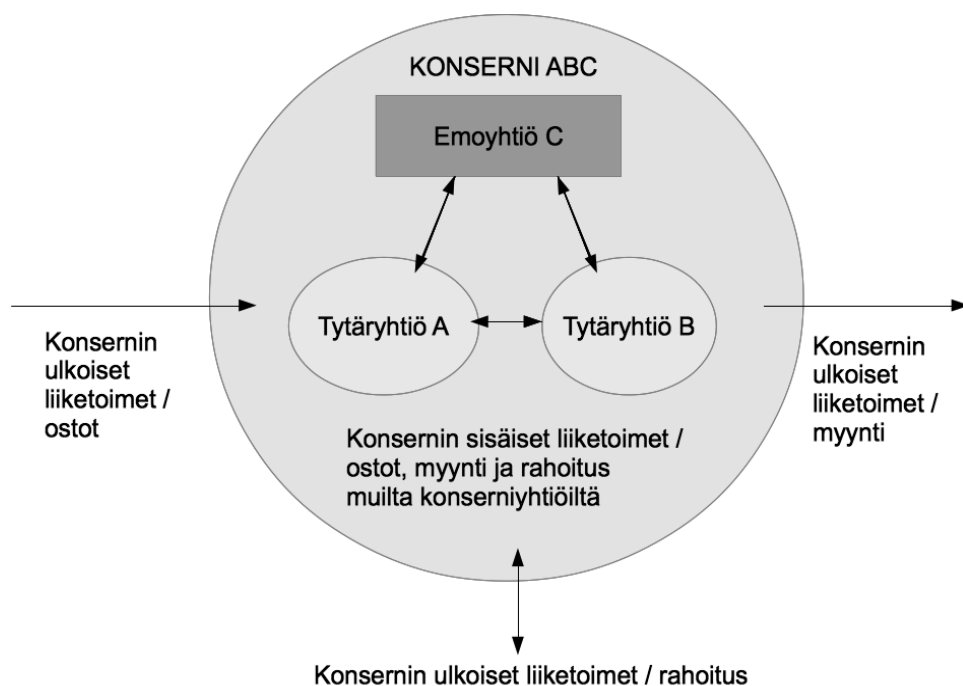 KONSERNI ABC
Emoyhtiö C
Tytäryhtiö A
Tytäryhtiö B
Konsernin
ulkoiset
liiketoimet /
ostot
Konsernin
ulkoiset
liiketoimet /
myynti
Konsernin sisäiset liiketoimet /
ostot, myynti ja rahoitus
muilta konserniyhtiöiltä
Konsernin ulkoiset liiketoimet / rahoitus